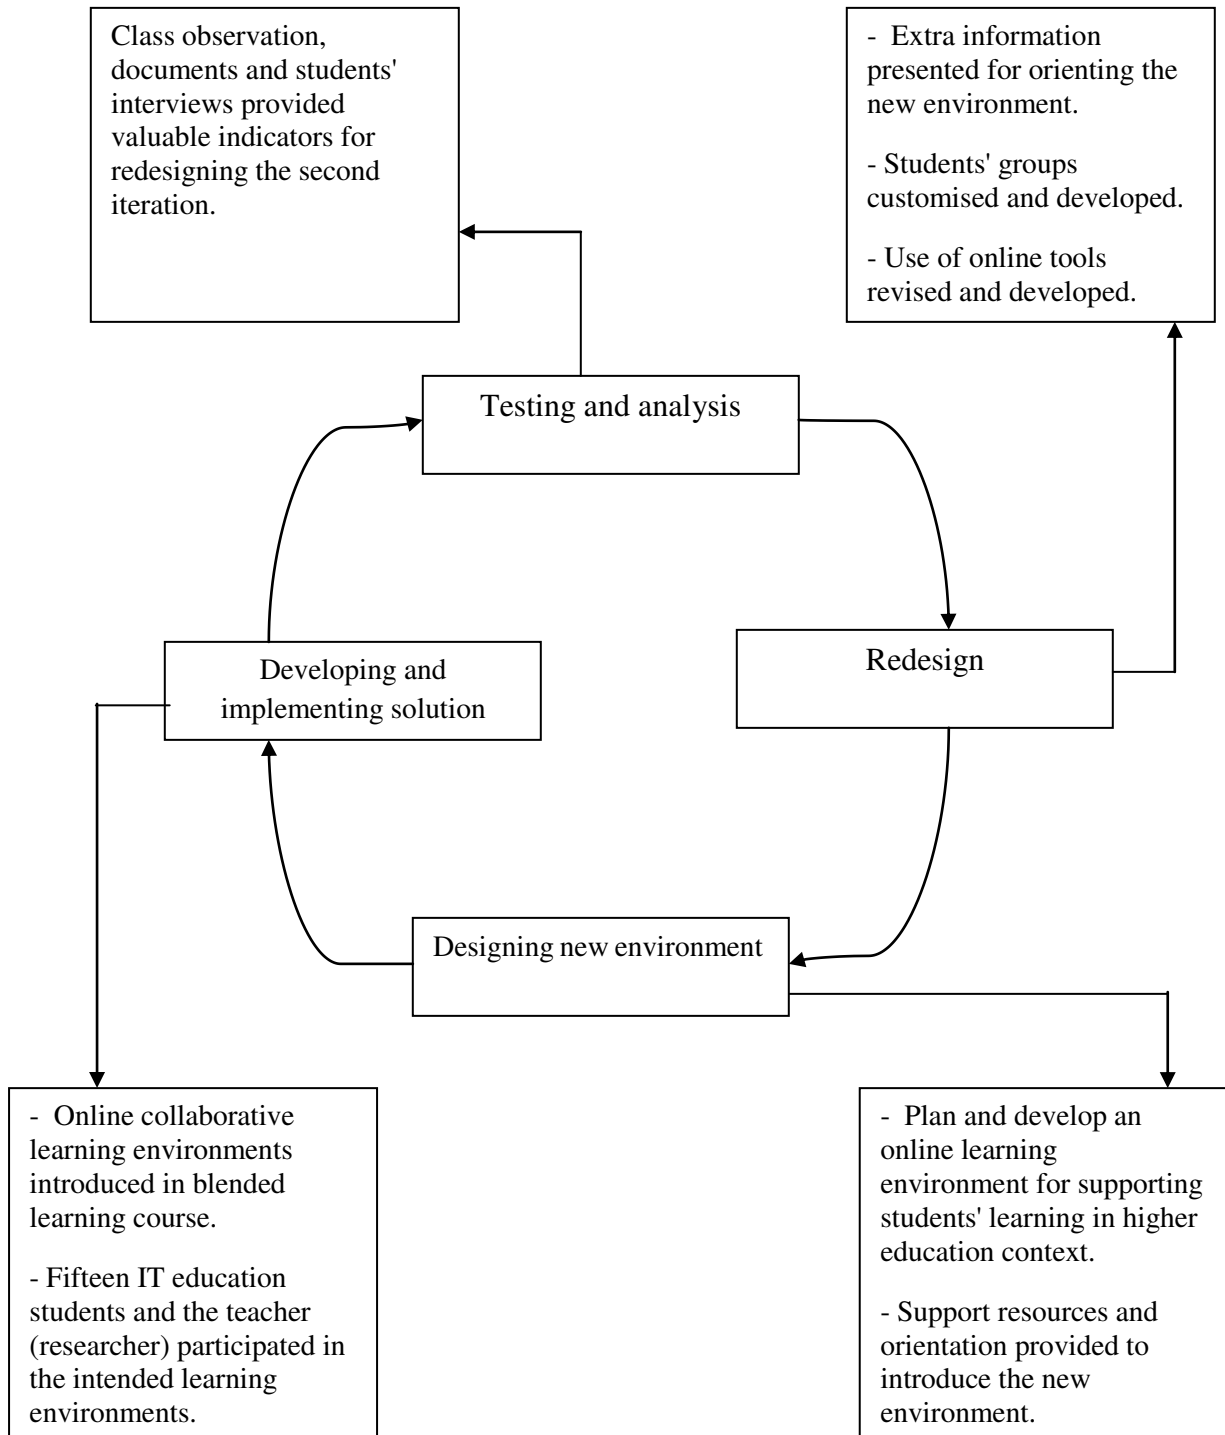 Class observation,
documents and students'
interviews provided
valuable indicators for
redesigning the second
iteration.
- Extra information
presented for orienting the
new environment.
- Students' groups
customised and developed.
- Use of online tools
revised and developed.
Testing and analysis
Redesign
Developing and
implementing solution
Designing new environment
- Online collaborative
learning environments
introduced in blended
learning course.
- Fifteen IT education
students and the teacher
(researcher) participated in
the intended learning
environments.
- Plan and develop an
online learning
environment for supporting
students' learning in higher
education context.
- Support resources and
orientation provided to
introduce the new
environment.